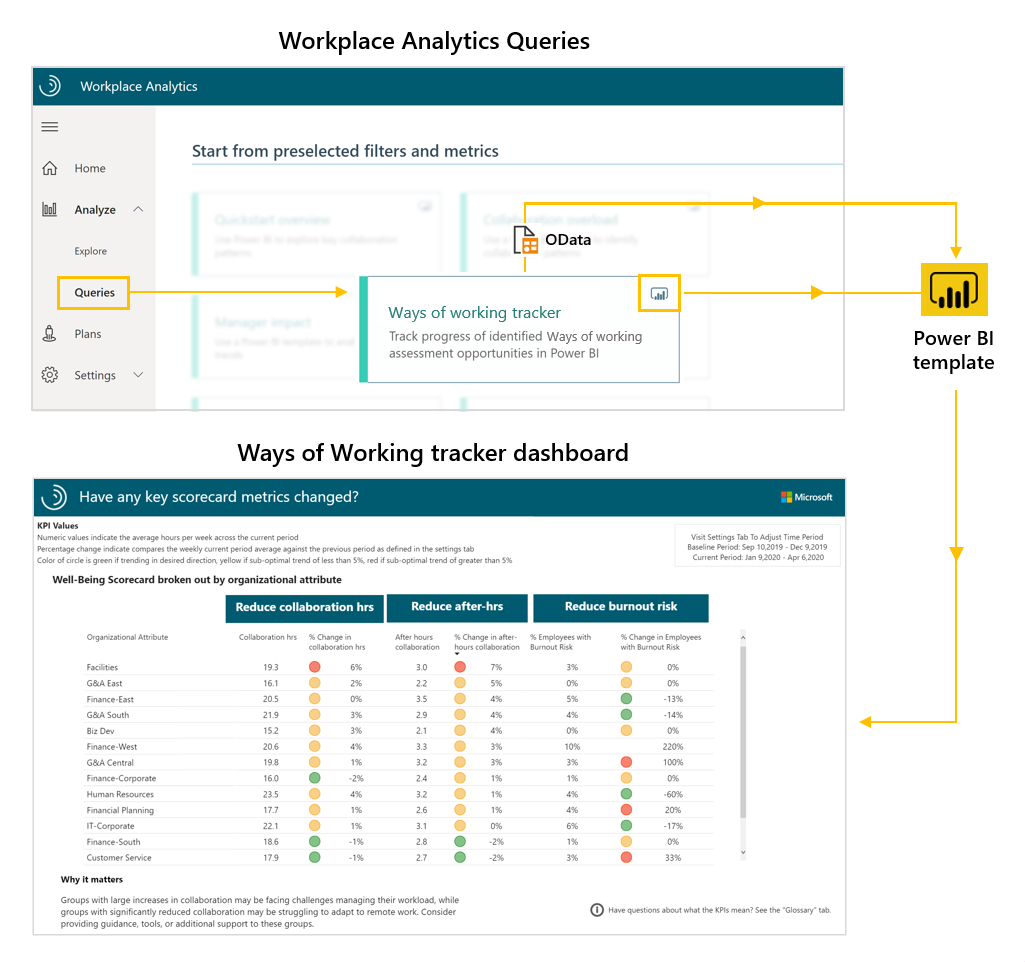 Workplace Analytics Queries
Workplace Analytics
Home
Analyze
Explore
Queries
Plans
Settings
Start from preselected filters and metrics
Quickstart overview
Use Power BI to explore key collaboration
patterns
Collaboration overload
Manager impact
OData
Ways of working tracker
Track progress of identified Ways of working
assessment opportunities in Power BI
Power BI
template
Ways of Working tracker dashboard
Have any key scorecard metrics changed?
Microsoft
KPI Values
Numeric values indicate the average hours per week across the current period
Percentage change indicate compares the weekly current period average against the previous period as defined in the settings tab
Color of circle is green if trending in desired direction, yellow if sub-optimal trend of less than 5%, red if sub-optimal trend of greater than 5%
Visit Settings Tab To Adjust Time Period
Baseline Period: Sep 10,2019 - Dec 9,2019
Current Period: Jan 9,2020 - Apr 6,2020
Well-Being Scorecard broken out by organizational attribute
Reduce collaboration hrs Reduce after-hrs Reduce burnout risk
Organizational Attribute Collaboration hrs % Change in After hours % Change in after- % Employees with % Change in Employees
collaboration hrs collaboration hours collaboration Burnout Risk with Burnout Risk
Facilities 19.3 6% 3.0 7% 3% 0%
G&A East 16.1 2% 2.2 5% 0% 0%
Finance-East 20.5 0% 3.5 4% 5% -13%
G&A South 21.9 3% 2.9 4% 4% -14%
Biz Dev 15.2 3% 2.1 4% 0% 0%
Finance-West 20.6 4% 3.3 3% 10% 220%
G&A Central 19.8 1% 3.2 3% 3% 100%
Finance-Corporate 16.0 -2% 2.4 1% 1% 0%
Human Resources 23.5 4% 3.2 1% 4% -60%
Financial Planning 17.7 1% 2.6 1% 4% 20%
IT-Corporate 22.1 1% 3.1 0% 6% -17%
Finance-South 18.6 -1% 2.8 -2% 1% 0%
Customer Service 17.9 -1% 2.7 -2% 3% 33%
Why it matters
Groups with large increases in collaboration may be facing challenges managing their workload, while
groups with significantly reduced collaboration may be struggling to adapt to remote work. Consider
providing guidance, tools, or additional support to these groups.
Have questions about what the KPIs mean? See the "Glossary" tab.